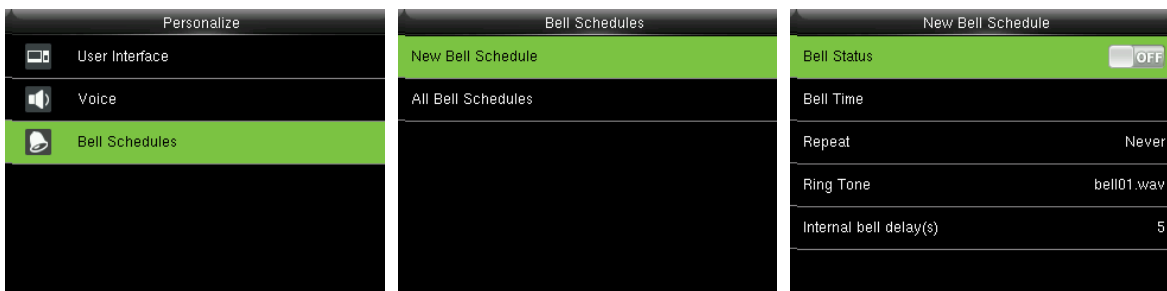 Personalize
User Interface
Voice
Bell Schedules
Bell Schedules
New Bell Schedule
All Bell Schedules
New Bell Schedule
Bell Status OFF
Bell Time
Repeat Never
Ring Tone bell01.wav
Internal bell delay(s) 5